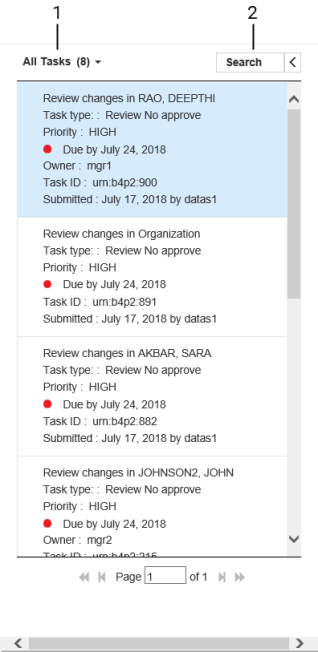 1 2
All Tasks (8) Search
Review changes in RAO, DEEPTHI
Task type: : Review No approve
Priority : HIGH
Due by July 24, 2018
Owner : mgr1
Task ID : urn:b4p2:900
Submitted : July 17, 2018 by datas1
Review changes in Organization
Task type: : Review No approve
Priority : HIGH
Due by July 24, 2018
Task ID : urn:b4p2:891
Submitted : July 17, 2018 by datas1
Review changes in AKBAR, SARA
Task type: : Review No approve
Priority : HIGH
Due by July 24, 2018
Task ID : urn:b4p2:882
Submitted : July 17, 2018 by datas1
Review changes in JOHNSON2, JOHN
Task type: : Review No approve
Priority : HIGH
Due by July 24, 2018
Owner : mgr2
Task ID : urn:b4p2:215
Page 1 of 1